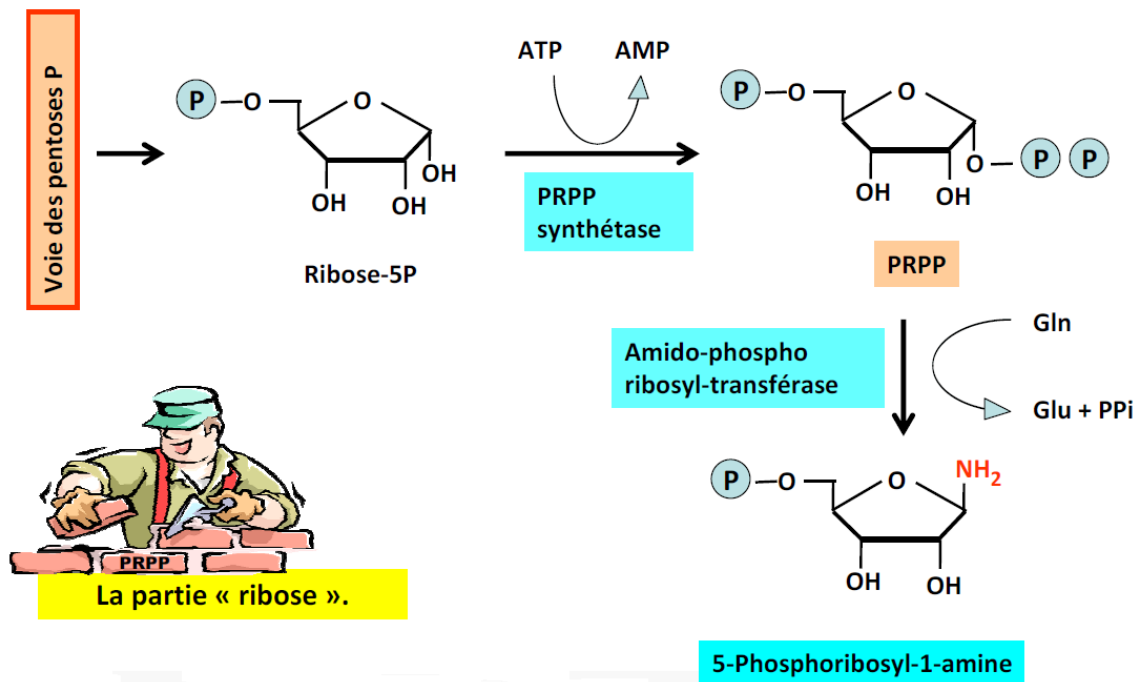 Voie des pentoses P
P
O
O
OH
OH
OH
Ribose-5P
ATP
AMP
PRPP
synthétase
P
O
O
O
P
P
OH
OH
PRPP
Amido-phospho
ribosyl-transférase
Gln
Glu + PPi
P
O
O
NH2
OH
OH
5-Phosphoribosyl-1-amine
PRPP
La partie « ribose ».